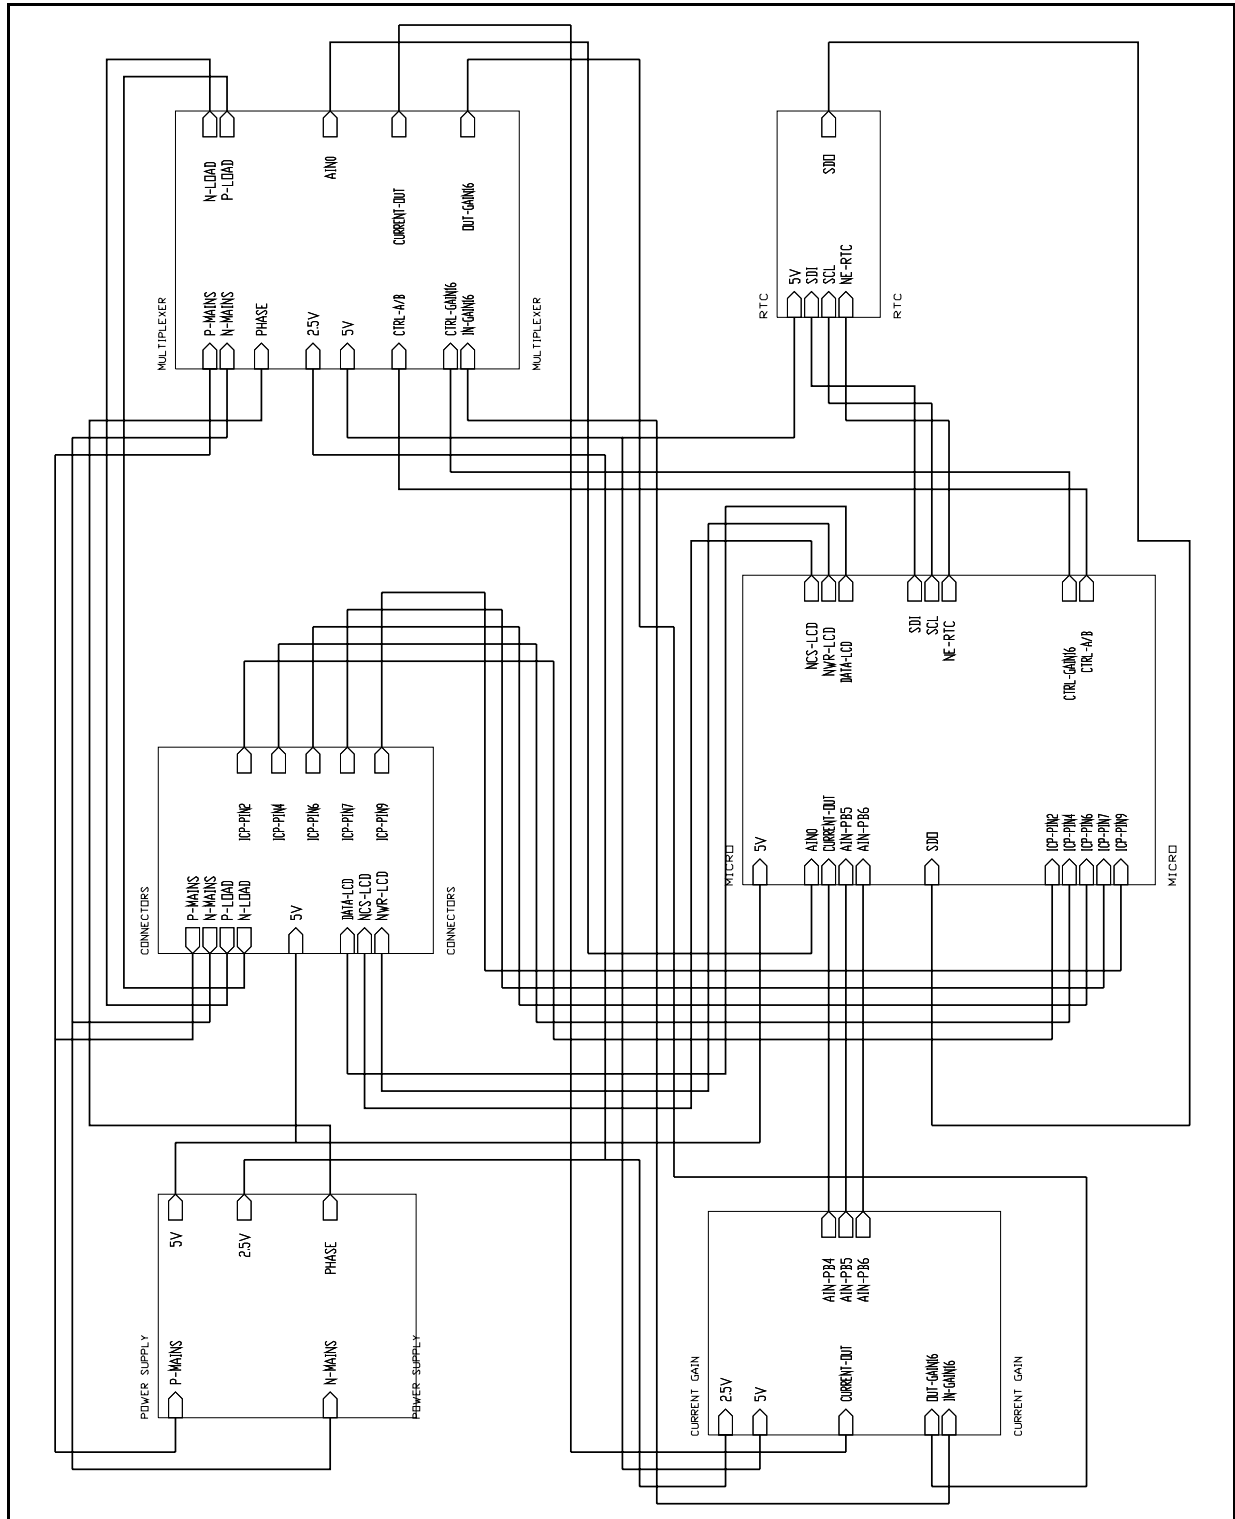 N-LOAD
P-LOAD
AIN0
CURRENT-OUT
OUT-GAIN16
MULTIPLEXER
P-MAINS
N-MAINS
PHASE
2.5V
5V
CTRL-A/B
CTRL-GAIN16
IN-GAIN16
MULTIPLEXER
SDO
RTC
5V
SDI
SCL
NE-RTC
RTC
NCS-LCD
NWR-LCD
DATA-LCD
SDI
SCL
NE-RTC
CTRL-GAIN16
CTRL-A/B
MICRO
5V
AIN0
CURRENT-OUT
AIN-PB5
AIN-PB6
SDO
ICP-PIN2
ICP-PIN4
ICP-PIN6
ICP-PIN7
ICP-PIN9
MICRO
ICP-PIN2
ICP-PIN4
ICP-PIN6
ICP-PIN7
ICP-PIN9
CONNECTORS
P-MAINS
N-MAINS
P-LOAD
N-LOAD
5V
DATA-LCD
NCS-LCD
NWR-LCD
CONNECTORS
5V
2.5V
PHASE
POWER SUPPLY
P-MAINS
N-MAINS
POWER SUPPLY
AIN-PB4
AIN-PB5
AIN-PB6
CURRENT GAIN
2.5V
5V
CURRENT-OUT
OUT-GAIN16
IN-GAIN16
CURRENT GAIN